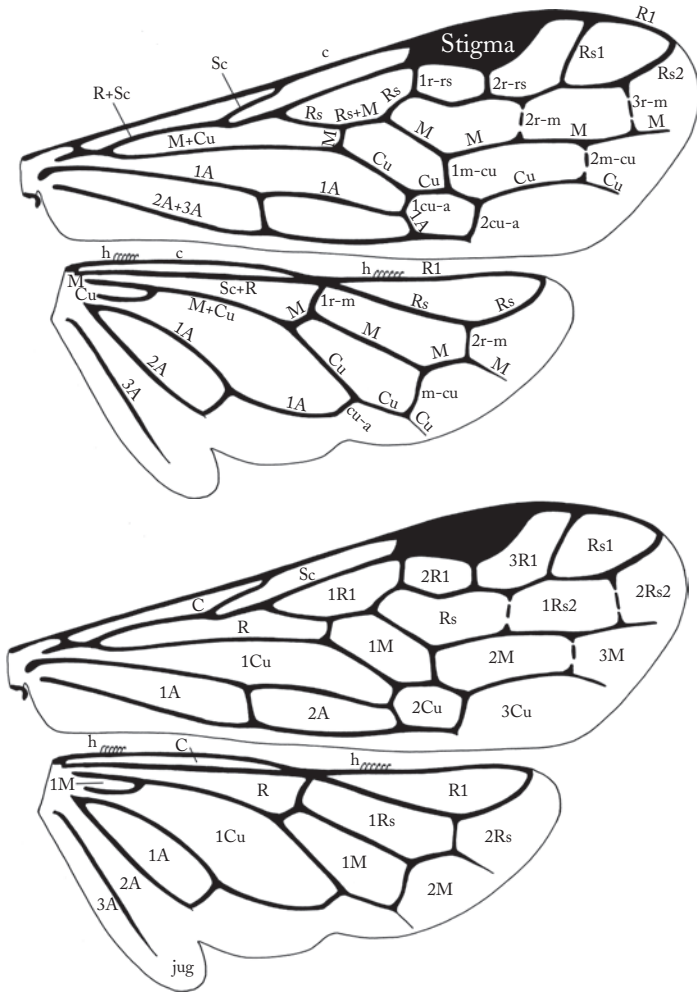 R1
c
Stigma
Rs1
Sc
Rs2
R+Sc
1r-rs
2r-rs
Rs
3r-m
Rs
Rs+M
M
M+Cu
M
M
2r-m
M
M
1A
Cu
1m-cu
2m-cu
Cu
Cu
Cu
1A
2A+3A
1cu-a
1A
2cu-a
h
c
h
R1
M
Sc+R
Cu
M+Cu
M
1r-m
Rs
Rs
1A
M
2r-m
M
M
2A
Cu
3A
m-cu
1A
Cu
cu-a
Cu
3R1
Rs1
Sc
2R1
1R1
C
2Rs2
1Rs2
Rs
R
1M
1Cu
2M
3M
1A
2A
2Cu
3Cu
h
C
h
1M
R
R1
1Rs
1Cu
2Rs
1A
1M
2A
2M
3A
jug